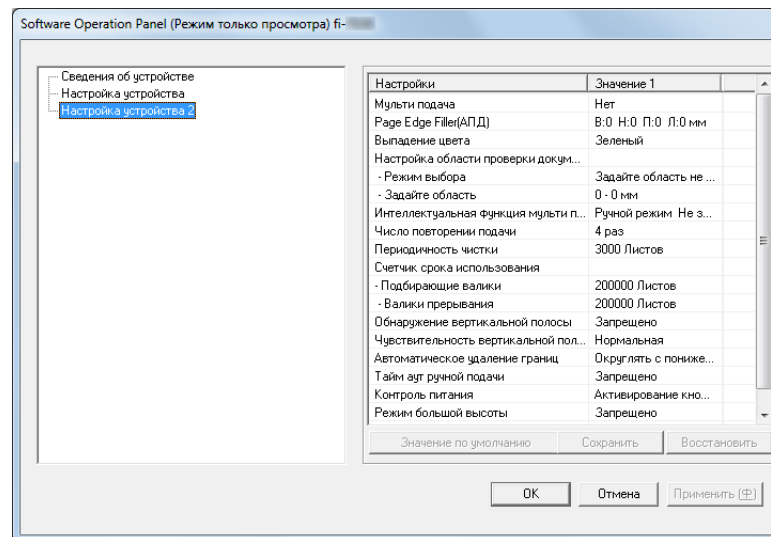 Software Operation Panel (Режим только просмотра) fi-
Сведения об устройстве
Настройка устройства
Настройка устройства 2
Настройки Значение 1
Мульти подача Нет
Page Edge Filler(АПД) В:0 Н:0 П:0 Л:0 мм
Выпадение цвета Зеленый
Настройка области проверки докум...
- Режим выбора Задайте область не ...
- Задайте область 0 - 0 мм
Интеллектуальная функция мульти п... Ручной режим Не з...
Число повторении подачи 4 раз
Периодичность чистки 3000 Листов
Счетчик срока использования
- Подбирающие валики 200000 Листов
- Валики прерывания 200000 Листов
Обнаружение вертикальной полосы Запрещено
Чувствительность вертикальной пол... Нормальная
Автоматическое удаление границ Округлять с пониже...
Тайм аут ручной подачи Запрещено
Контроль питания Активирование кно...
Режим большой высоты Запрещено
Значение по умолчанию Сохранить Восстановить
OK Отмена Применить (中)